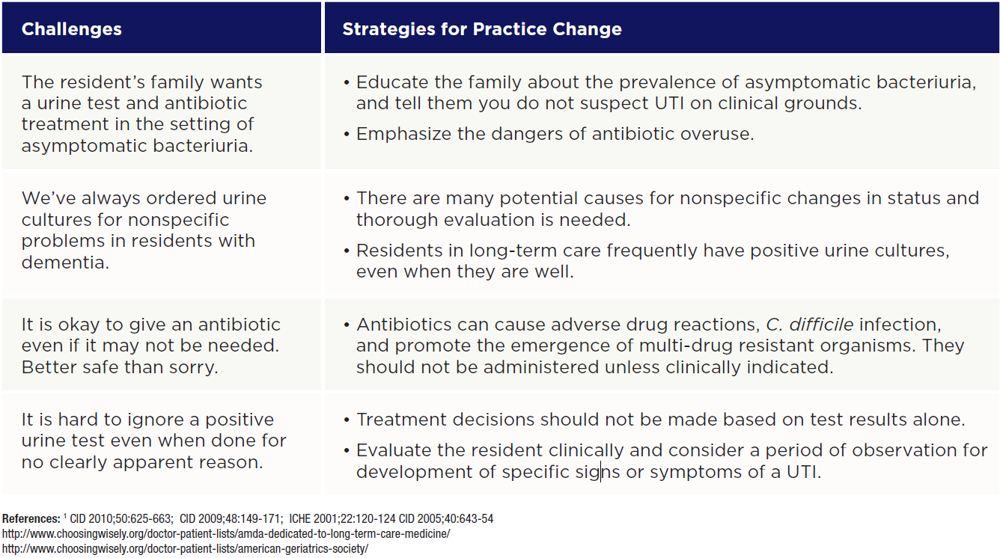 Challenges
Strategies for Practice Change
The resident’s family wants
a urine test and antibiotic
treatment in the setting of
asymptomatic bacteriuria.
• Educate the family about the prevalence of asymptomatic bacteriuria,
and tell them you do not suspect UTI on clinical grounds.
• Emphasize the dangers of antibiotic overuse.
We’ve always ordered urine
cultures for nonspecific
problems in residents with
dementia.
• There are many potential causes for nonspecific changes in status and
thorough evaluation is needed.
• Residents in long-term care frequently have positive urine cultures,
even when they are well.
It is okay to give an antibiotic
even if it may not be needed.
Better safe than sorry.
• Antibiotics can cause adverse drug reactions, C. difficile infection,
and promote the emergence of multi-drug resistant organisms. They
should not be administered unless clinically indicated.
It is hard to ignore a positive
urine test even when done for
no clearly apparent reason.
• Treatment decisions should not be made based on test results alone.
• Evaluate the resident clinically and consider a period of observation for
development of specific signs or symptoms of a UTI.
References: ¹ CID 2010;50:625-663; CID 2009;48:149-171; ICHE 2001;22:120-124 CID 2005;40:643-54
http://www.choosingwisely.org/doctor-patient-lists/amda-dedicated-to-long-term-care-medicine/
http://www.choosingwisely.org/doctor-patient-lists/american-geriatrics-society/